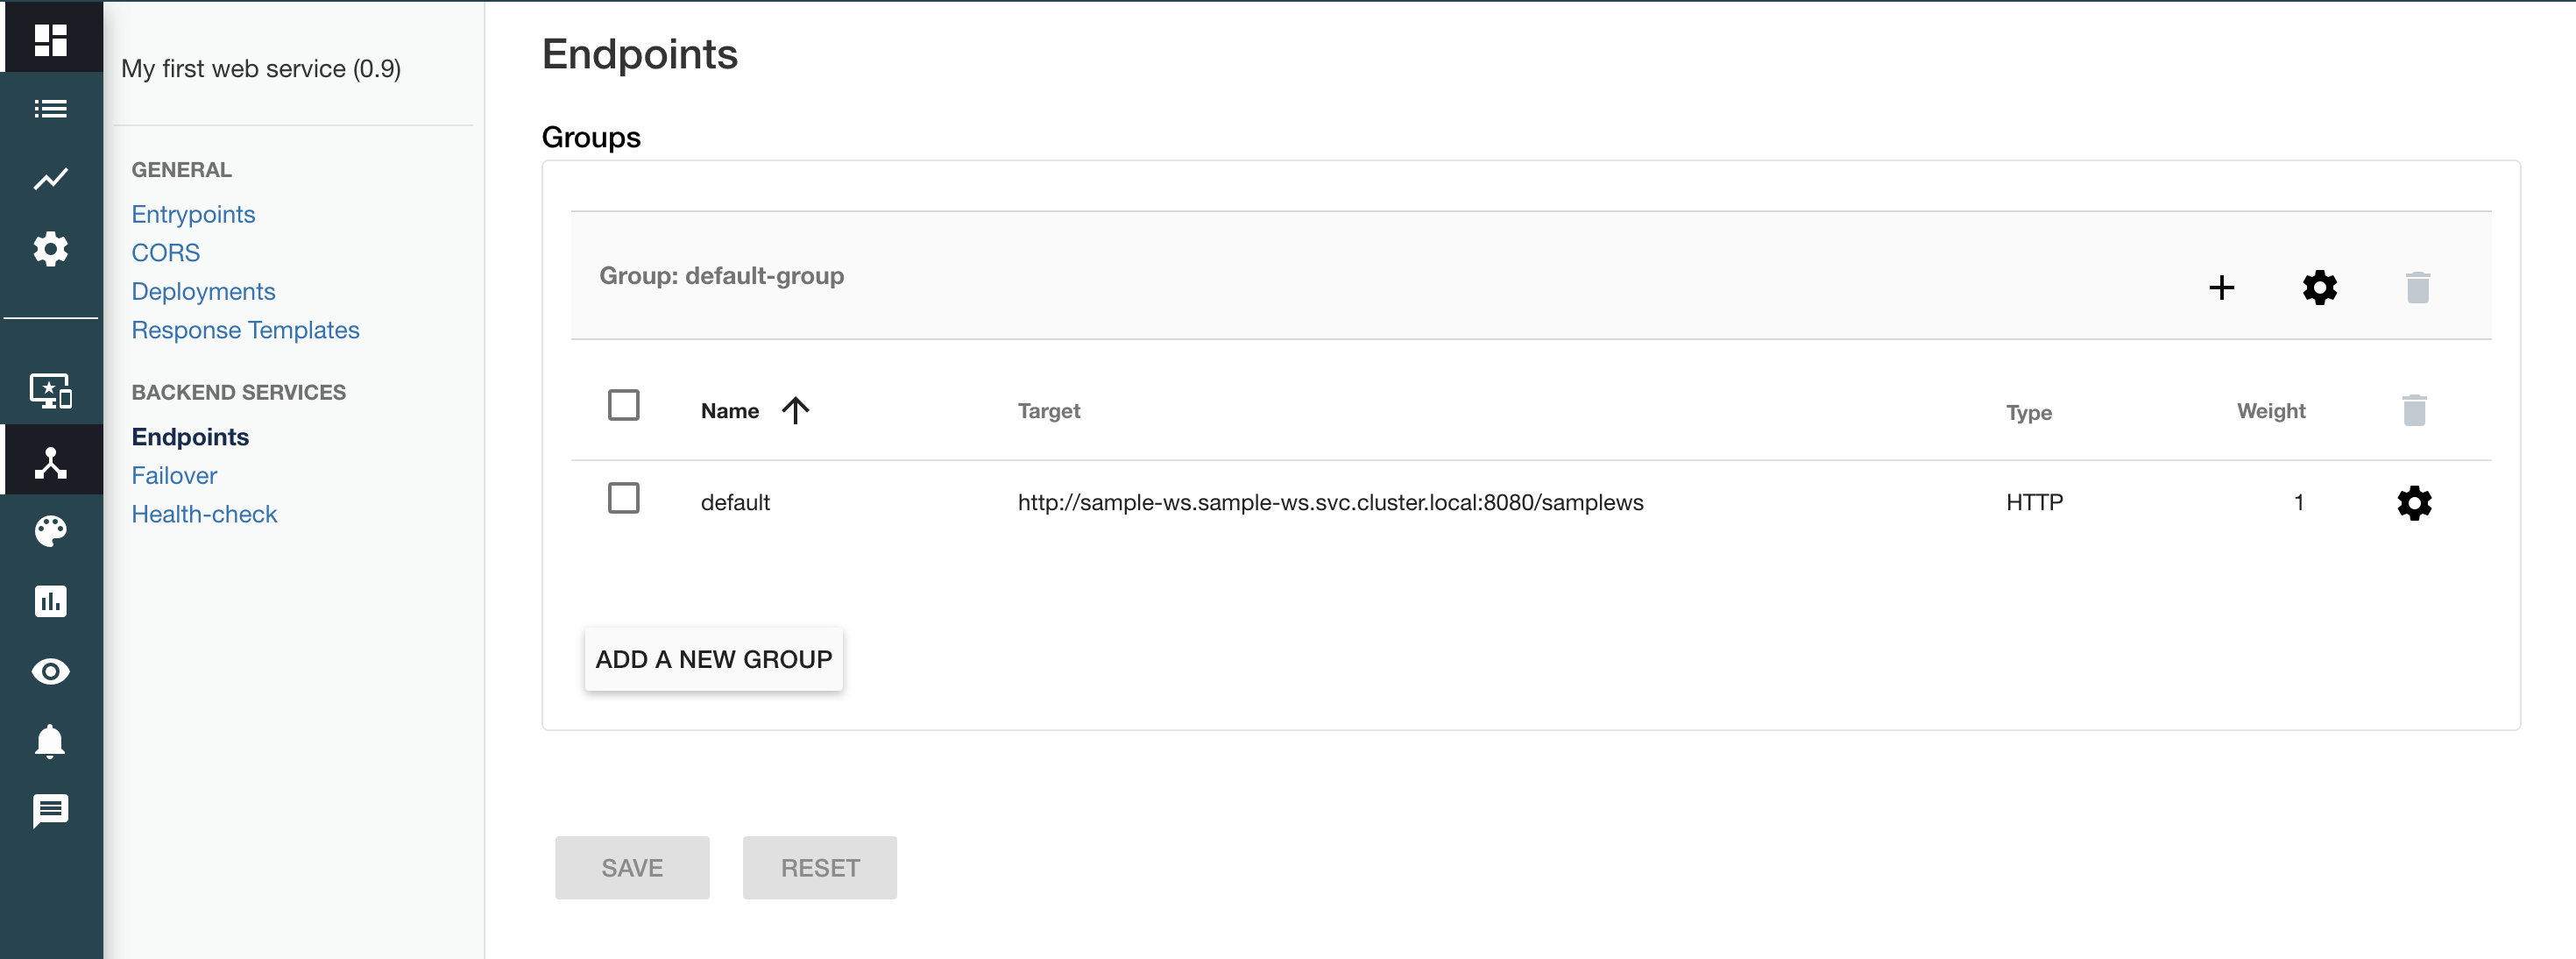 My first web service (0.9)
GENERAL
Entrypoints
CORS
Deployments
Response Templates
BACKEND SERVICES
Endpoints
Failover
Health-check
Endpoints
Groups
Group: default-group
Name Target Type Weight
default http://sample-ws.sample-ws.svc.cluster.local:8080/samplews HTTP 1
ADD A NEW GROUP
SAVE RESET